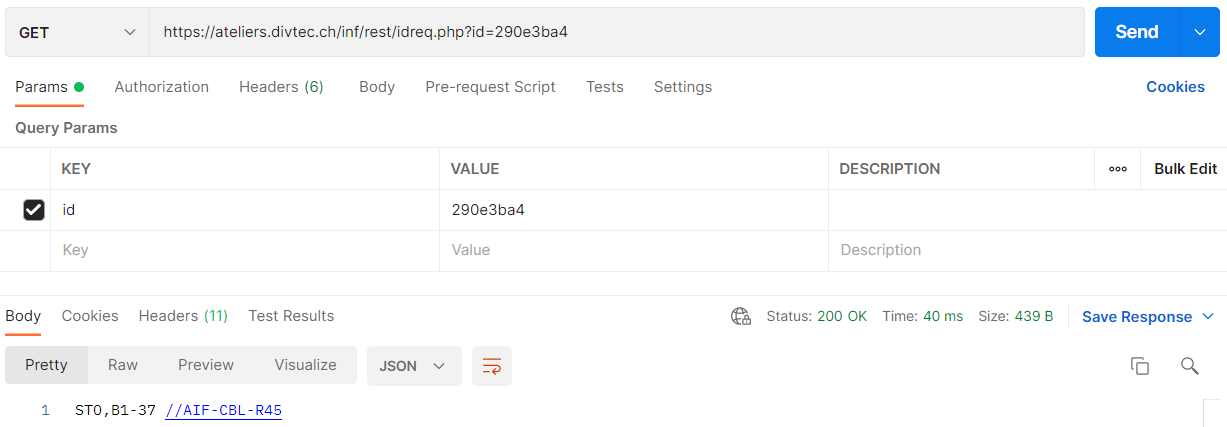 GET https://ateliers.divtec.ch/inf/rest/idreq.php?id=290e3ba4 Send
Params Authorization Headers (6) Body Pre-request Script Tests Settings Cookies
Query Params
KEY VALUE DESCRIPTION ooo Bulk Edit
id 290e3ba4
Key Value Description
Body Cookies Headers (11) Test Results Status: 200 OK Time: 40 ms Size: 439 B Save Response
Pretty Raw Preview Visualize JSON
1 STO,B1-37 //AIF-CBL-R45